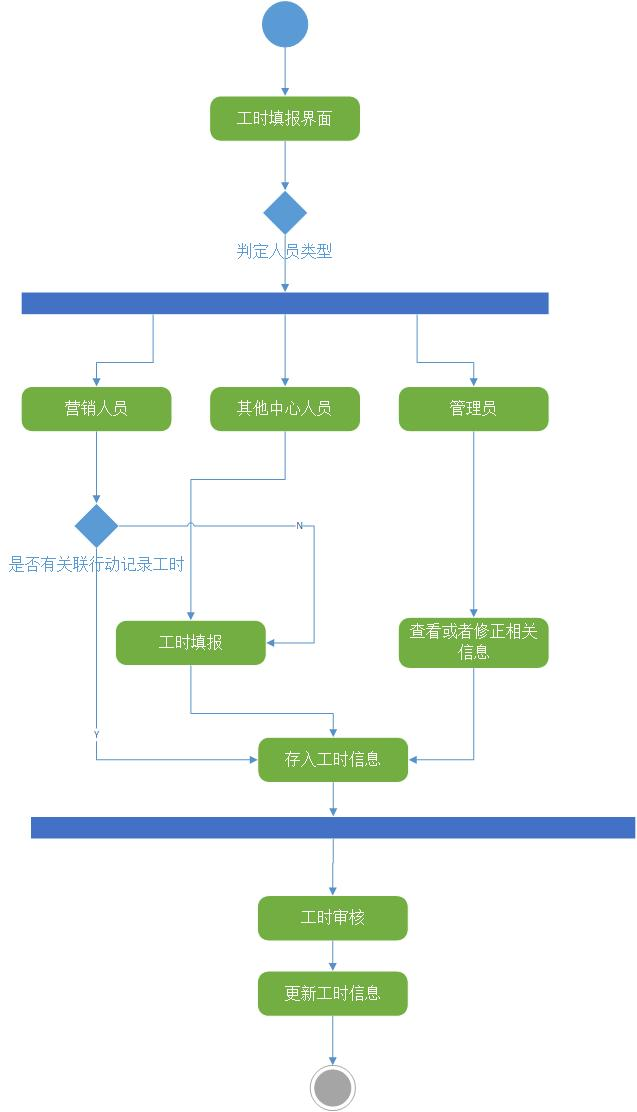 工时填报界面
判定人员类型
营销人员
其他中心人员
管理员
N
是否有关联行动记录工时
工时填报
查看或者修正相关
信息
Y
存入工时信息
工时审核
更新工时信息